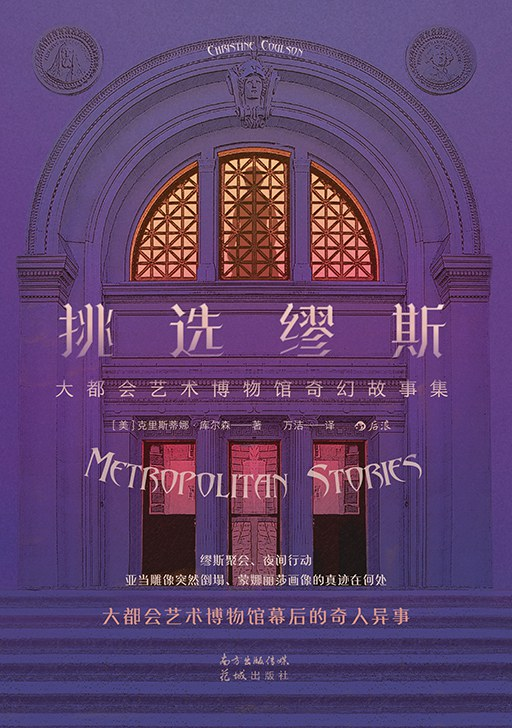 CHRISTINE COULSON
挑选缪斯
大都会艺术博物馆奇幻故事集
[美]克里斯蒂娜·库尔森——著 万洁——译 后浪
METROPOLITAN STORIES
缪斯聚会、夜间行动
亚当雕像突然倒塌、蒙娜丽莎画像的真迹在何处
大都会艺术博物馆幕后的奇人异事
南方出版传媒
花城出版社